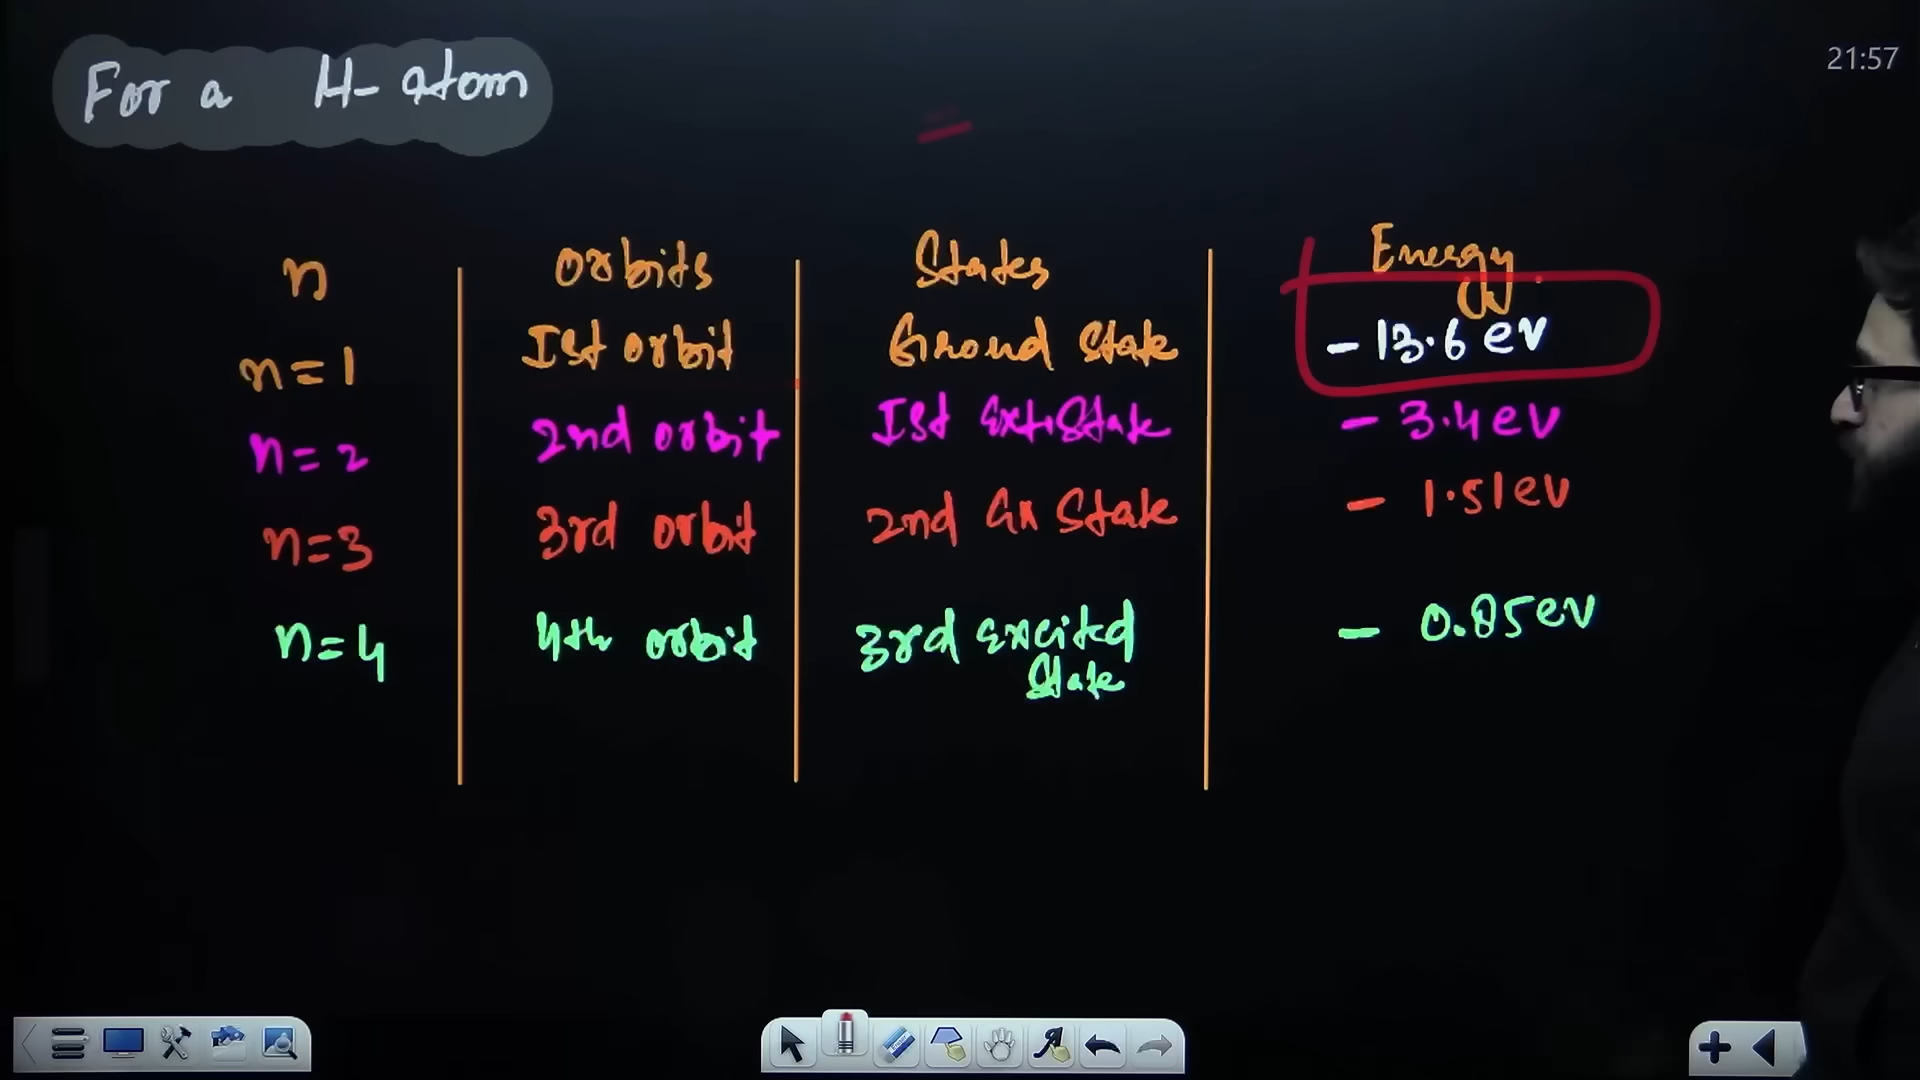 For a H- atom
21:57
n orbits States Energy
n=1 Ist orbit Ground State - 13.6 ev
n=2 2nd orbit Ist Ext. State - 3.4 ev
n=3 3rd orbit 2nd Ex State - 1.51 ev
n=4 4th orbit 3rd Excited State - 0.85 ev